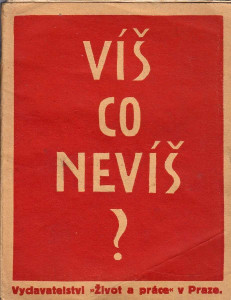 VÍŠ
CO
NEVÍŠ
?
Vydavatelství »Život a práce« v Praze.